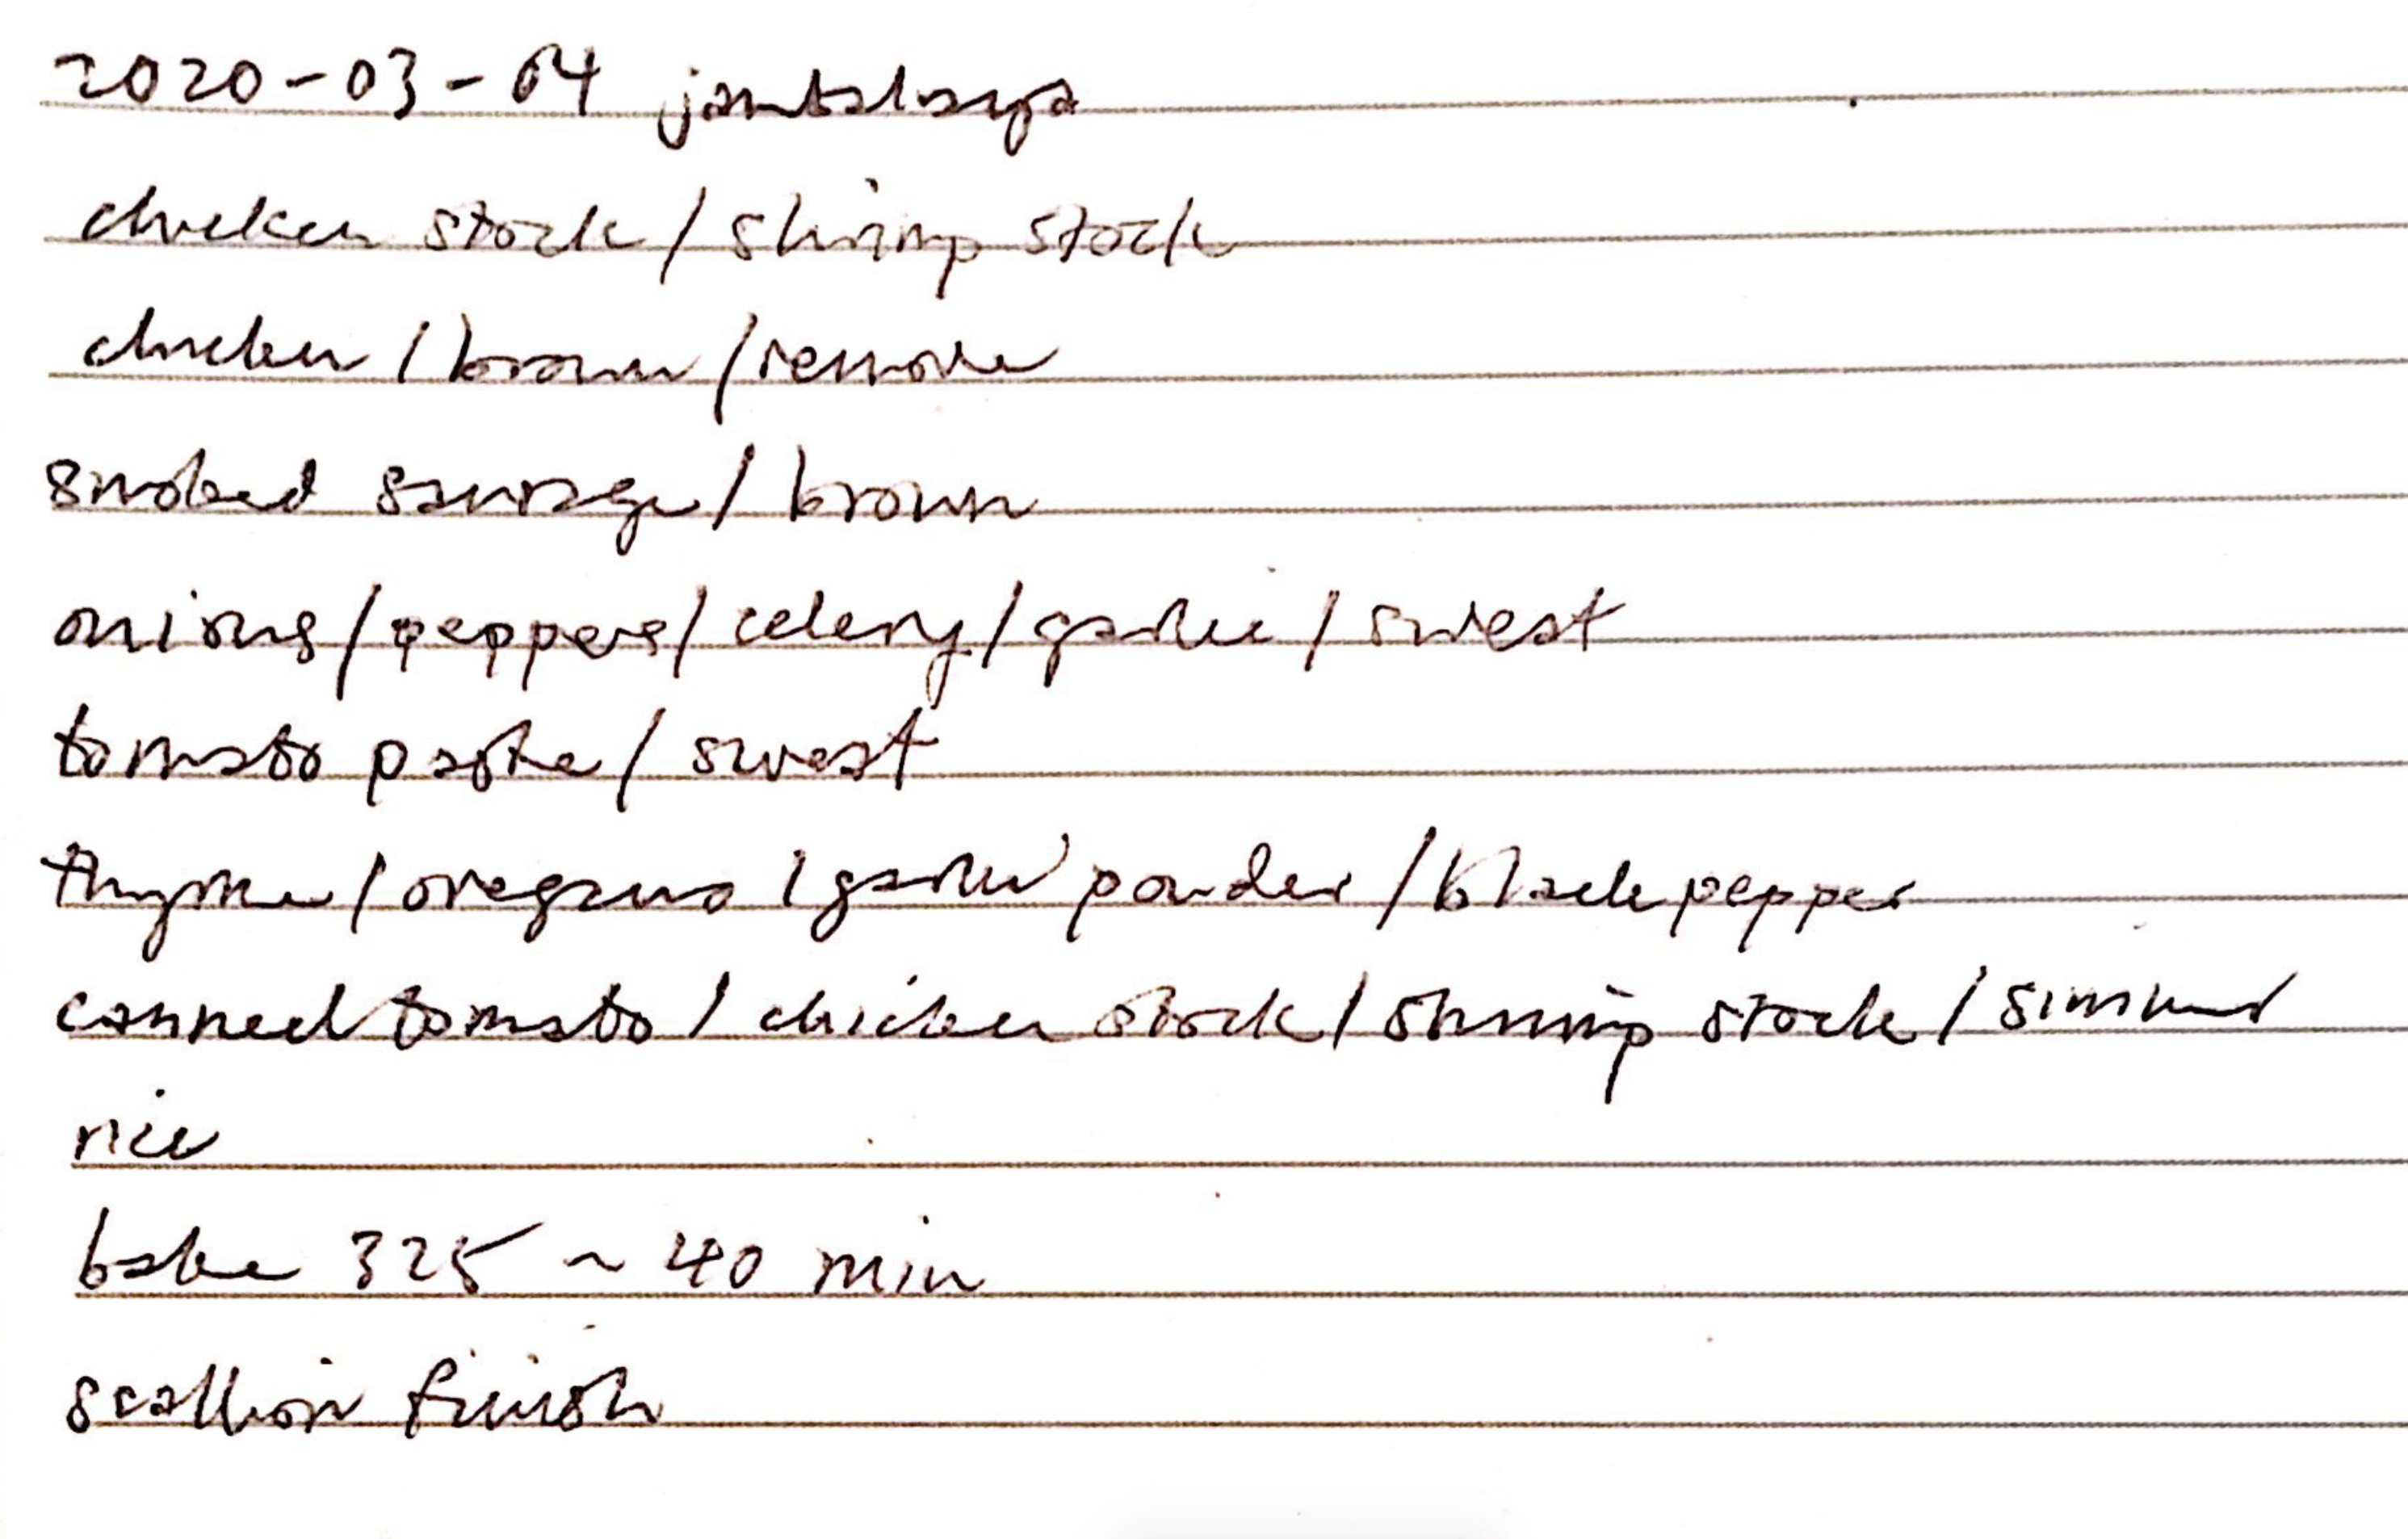 2020-03-04 jambalaya
chicken stock / shrimp stock
chicken / brown / remove
smoked sausage / brown
onions / peppers / celery / garlic / sweat
tomato paste / sweat
thyme / oregano / garlic powder / black pepper
canned tomato / chicken stock / shrimp stock / simmer
rice
bake 325 ~ 40 min
scallion finish